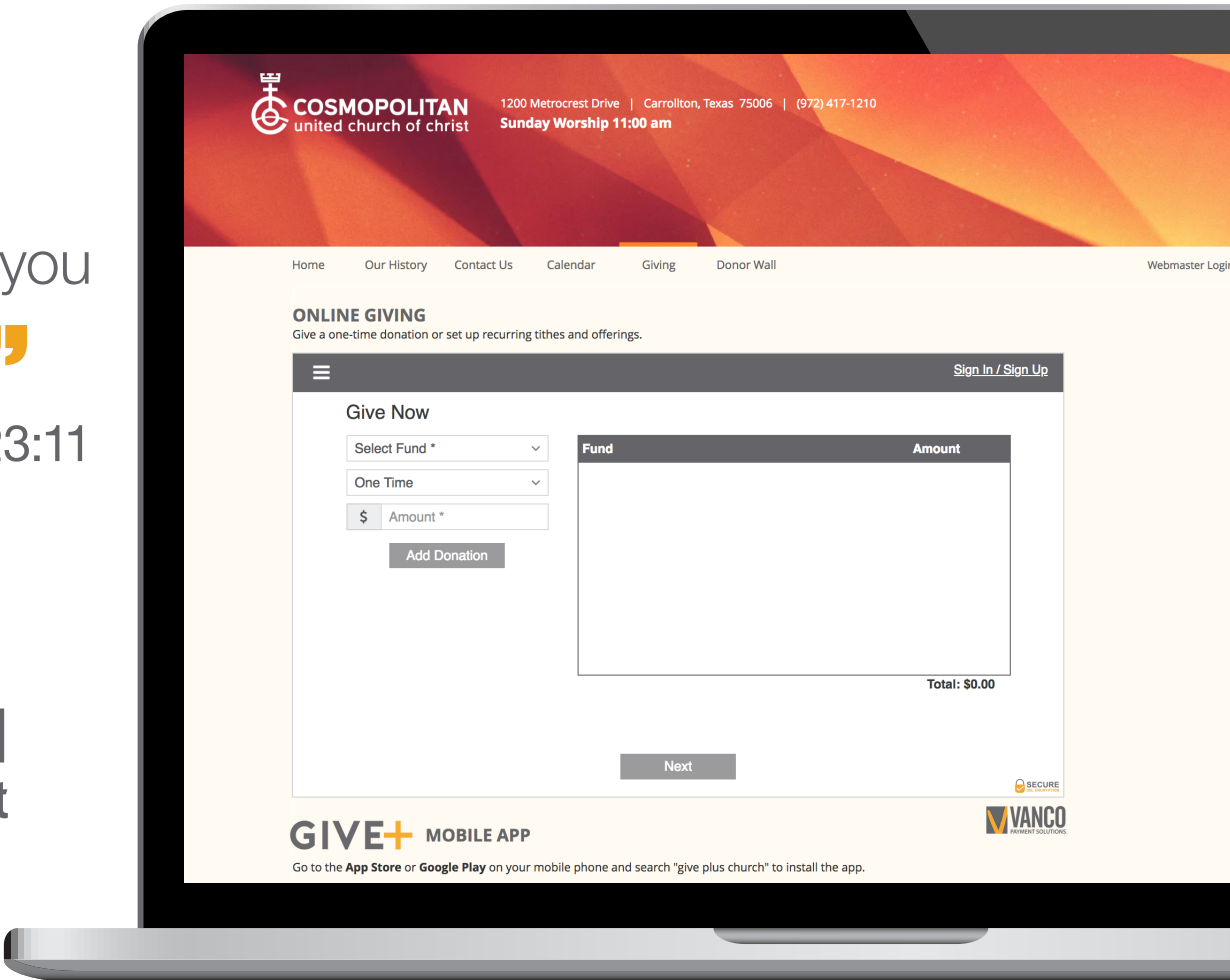 you
”
23:11
t
COSMOPOLITAN
united church of christ
1200 Metrocrest Drive | Carrollton, Texas 75006 | (972) 417-1210
Sunday Worship 11:00 am
Home Our History Contact Us Calendar Giving Donor Wall Webmaster Login
ONLINE GIVING
Give a one-time donation or set up recurring tithes and offerings.
Sign In / Sign Up
Give Now
Select Fund *
One Time
$ Amount *
Add Donation
Fund Amount
Total: $0.00
Next
SECURE
SSL ENCRYPTION
VANCO
PAYMENT SOLUTIONS.
GIVE+ MOBILE APP
Go to the App Store or Google Play on your mobile phone and search "give plus church" to install the app.